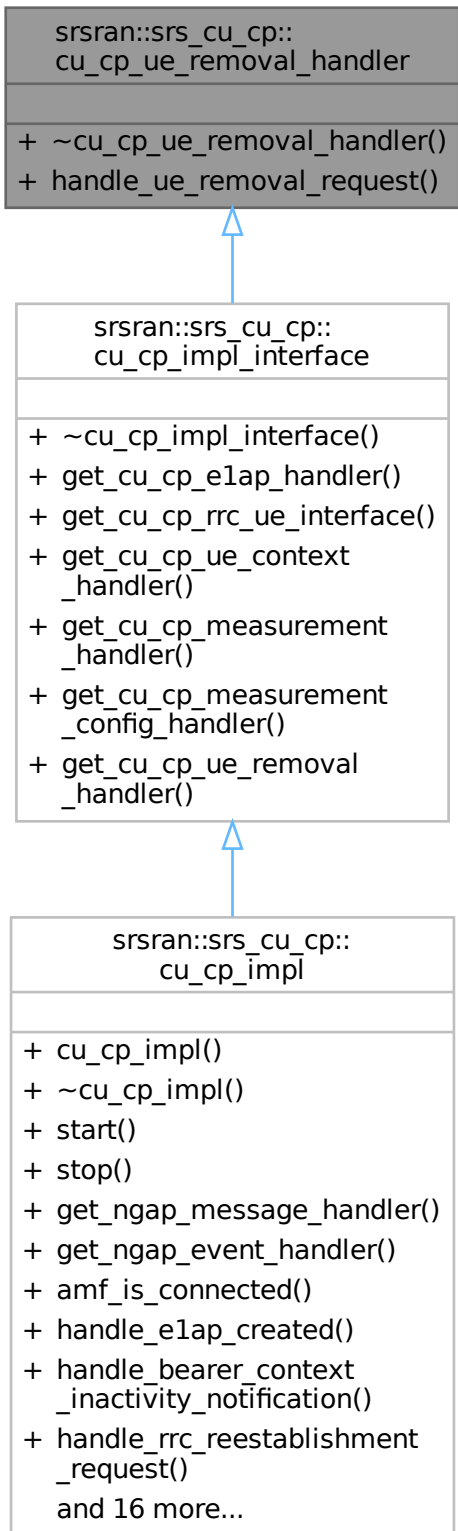 srsran::srs_cu_cp::
cu_cp_ue_removal_handler
+ ~cu_cp_ue_removal_handler()
+ handle_ue_removal_request()
srsran::srs_cu_cp::
cu_cp_impl_interface
+ ~cu_cp_impl_interface()
+ get_cu_cp_e1ap_handler()
+ get_cu_cp_rrc_ue_interface()
+ get_cu_cp_ue_context
_handler()
+ get_cu_cp_measurement
_handler()
+ get_cu_cp_measurement
_config_handler()
+ get_cu_cp_ue_removal
_handler()
srsran::srs_cu_cp::
cu_cp_impl
+ cu_cp_impl()
+ ~cu_cp_impl()
+ start()
+ stop()
+ get_ngap_message_handler()
+ get_ngap_event_handler()
+ amf_is_connected()
+ handle_e1ap_created()
+ handle_bearer_context
_inactivity_notification()
+ handle_rrc_reestablishment
_request()
and 16 more...